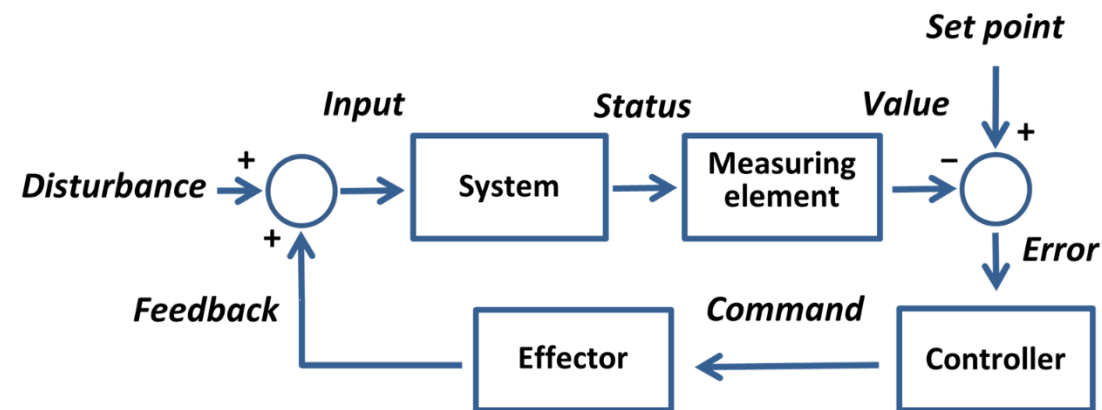 Set point
Input
Status
Value
+
Disturbance
+
System
Measuring
element
−
+
Error
Feedback
Command
Effector
Controller